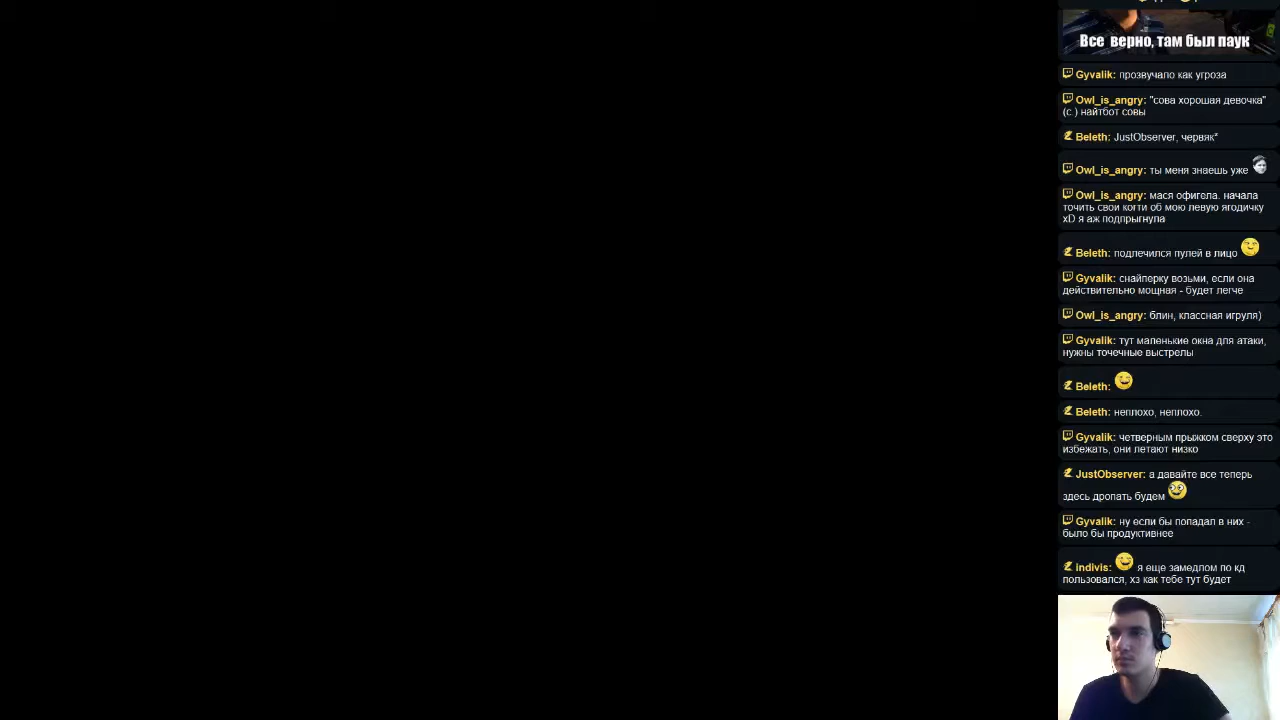 Все верно, там был паук
Gyvalik: прозвучало как угроза
Owl_is_angry: "сова хорошая девочка"
(c.) найтбот совы
Beleth: JustObserver, червяк*
Owl_is_angry: ты меня знаешь уже
Owl_is_angry: мася офигела. начала
точить свои когти об мою левую ягодичку
xD я аж подпрыгнула
Beleth: подлечился пулей в лицо
Gyvalik: снайперку возьми, если она
действительно мощная - будет легче
Owl_is_angry: блин, классная игруля)
Gyvalik: тут маленькие окна для атаки,
нужны точечные выстрелы
Beleth:
Beleth: неплохо, неплохо.
Gyvalik: четверным прыжком сверху это
избежать, они летают низко
JustObserver: а давайте все теперь
здесь дропать будем
Gyvalik: ну если бы попадал в них -
было бы продуктивнее
indivis: я еще замедлом по кд
пользовался, хз как тебе тут будет